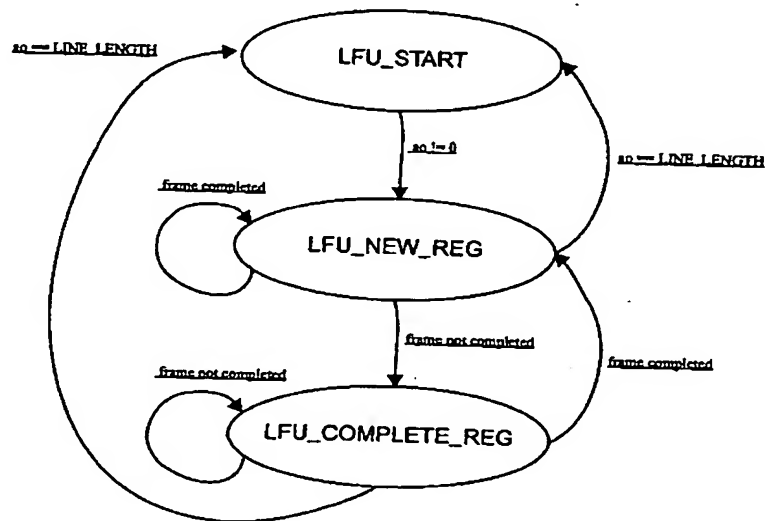 ao == LINE_LENGTH
LFU_START
ao != 0
ao == LINE_LENGTH
frame completed
LFU_NEW_REG
frame not completed
frame completed
frame not completed
LFU_COMPLETE_REG